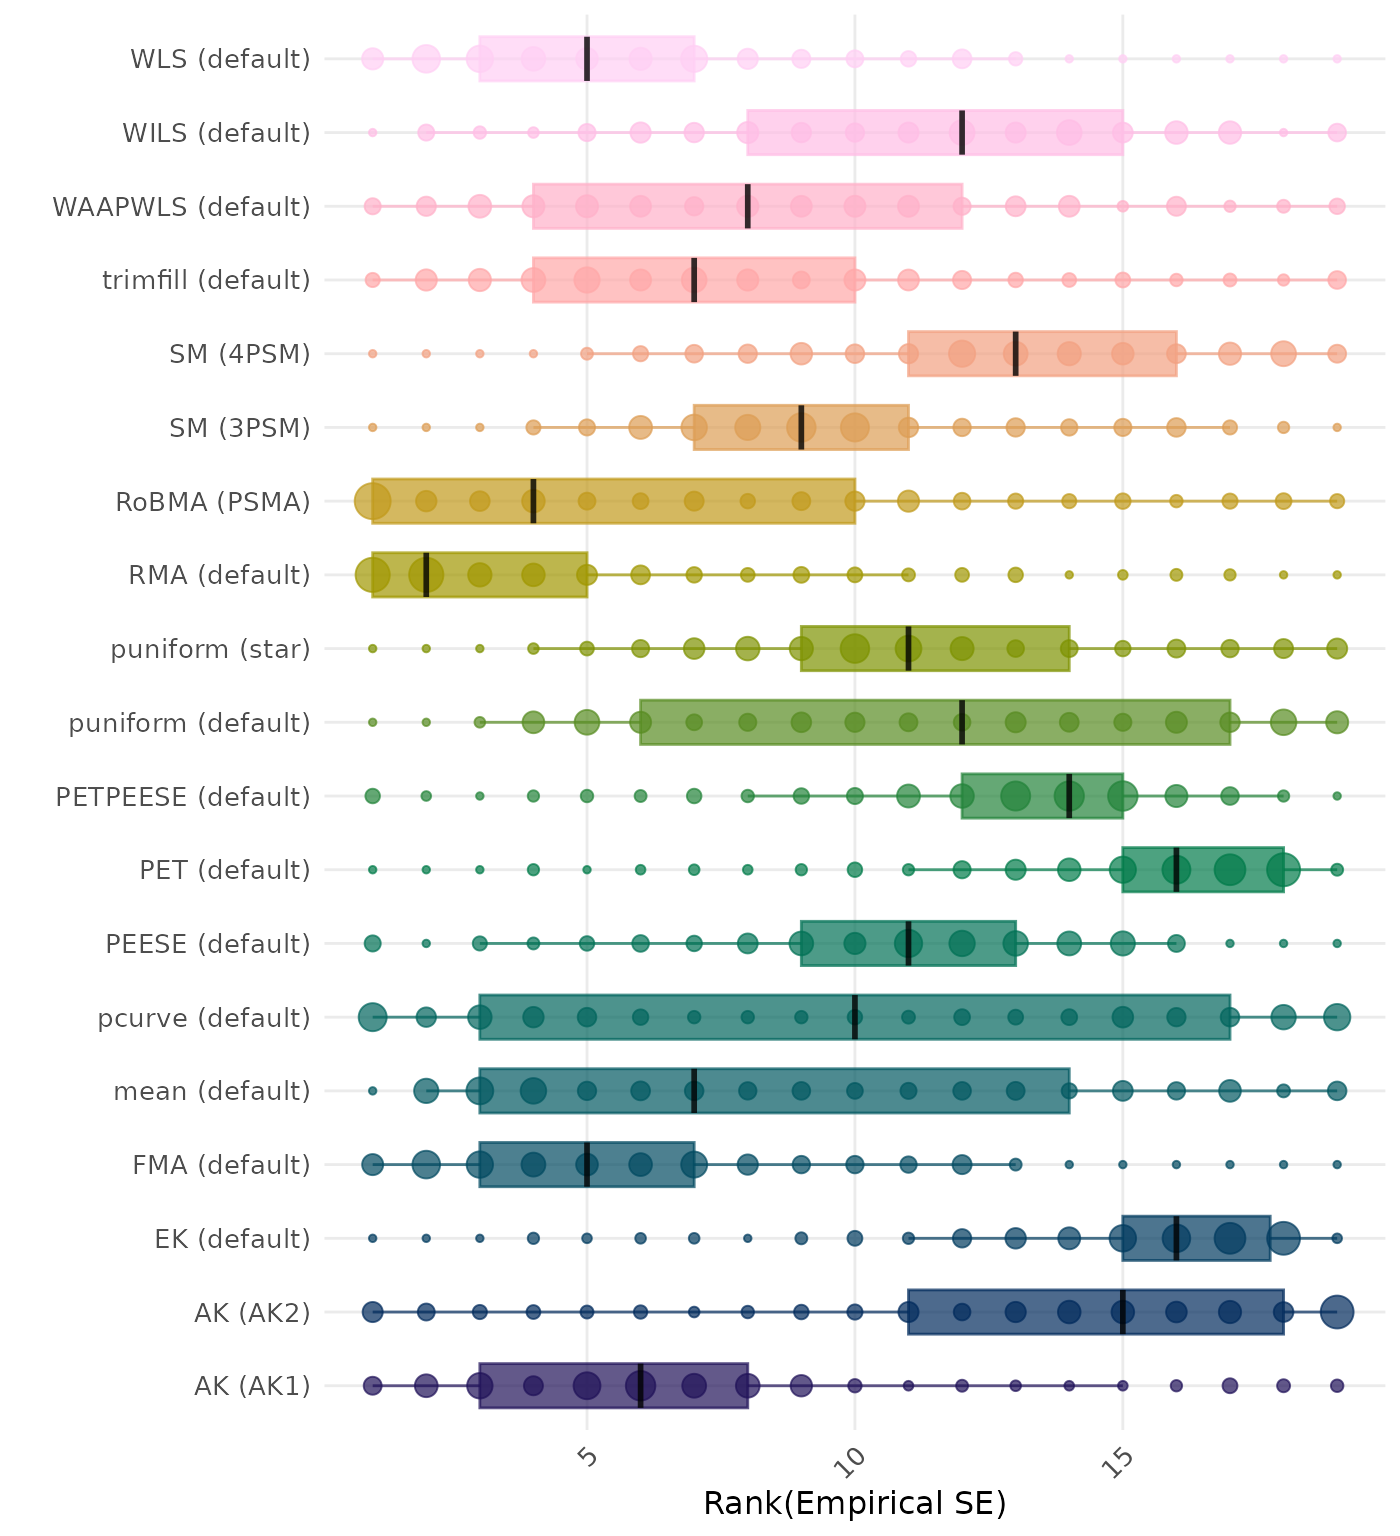 WLS (default)
WILS (default)
WAAPWLS (default)
trimfill (default)
SM (4PSM)
SM (3PSM)
RoBMA (PSMA)
RMA (default)
puniform (star)
puniform (default)
PETPEESE (default)
PET (default)
PEESE (default)
pcurve (default)
mean (default)
FMA (default)
EK (default)
AK (AK2)
AK (AK1)
5
10
15
Rank(Empirical SE)